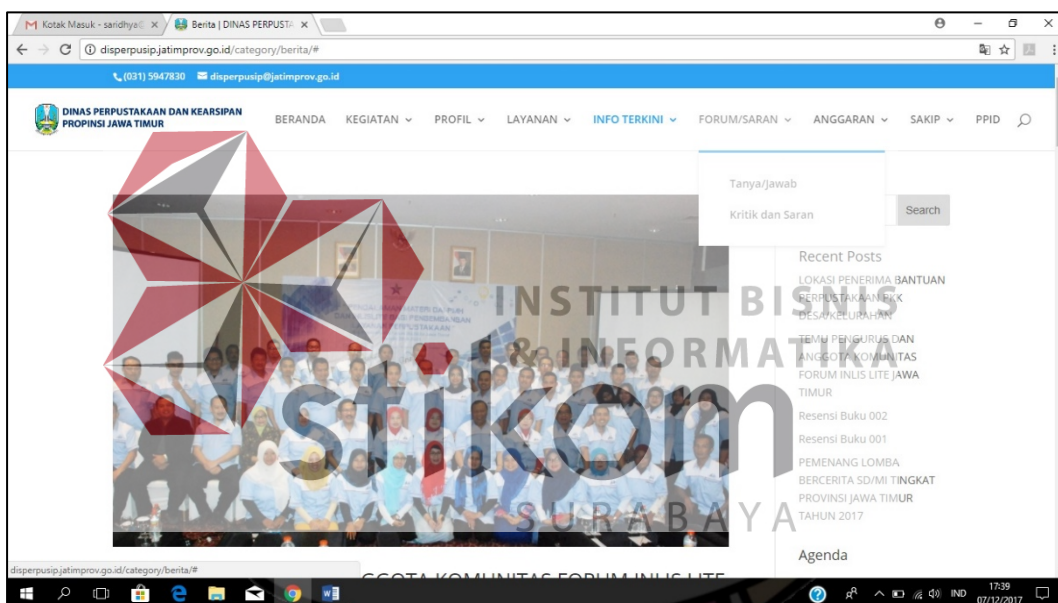 Kotak Masuk - saridhya
Berita | DINAS PERPUSTA
disperpusip.jatimprov.go.id/category/berita/#
(031) 5947830 disperpusip@jatimprov.go.id
DINAS PERPUSTAKAAN DAN KEARSIPAN
PROPINSI JAWA TIMUR
BERANDA KEGIATAN PROFIL LAYANAN INFO TERKINI FORUM/SARAN ANGGARAN SAKIP PPID
Tanya/Jawab
Kritik dan Saran
Search
Recent Posts
LOKASI PENERIMA BANTUAN
PERPUSTAKAAN PKK
DESA/KELURAHAN
TEMU PENGURUS DAN
ANGGOTA KOMUNITAS
FORUM INLIS LITE JAWA
TIMUR
Resensi Buku 002
Resensi Buku 001
PEMENANG LOMBA
BERCERITA SD/MI TINGKAT
PROVINSI JAWA TIMUR
TAHUN 2017
Agenda
INSTITUT BISNIS
& INFORMATIKA
stikom
SURABAYA
GGOTA KOMUNITAS FORUM INLIS LITE
disperpusip.jatimprov.go.id/category/berita/#
IND
17:39
07/12/2017